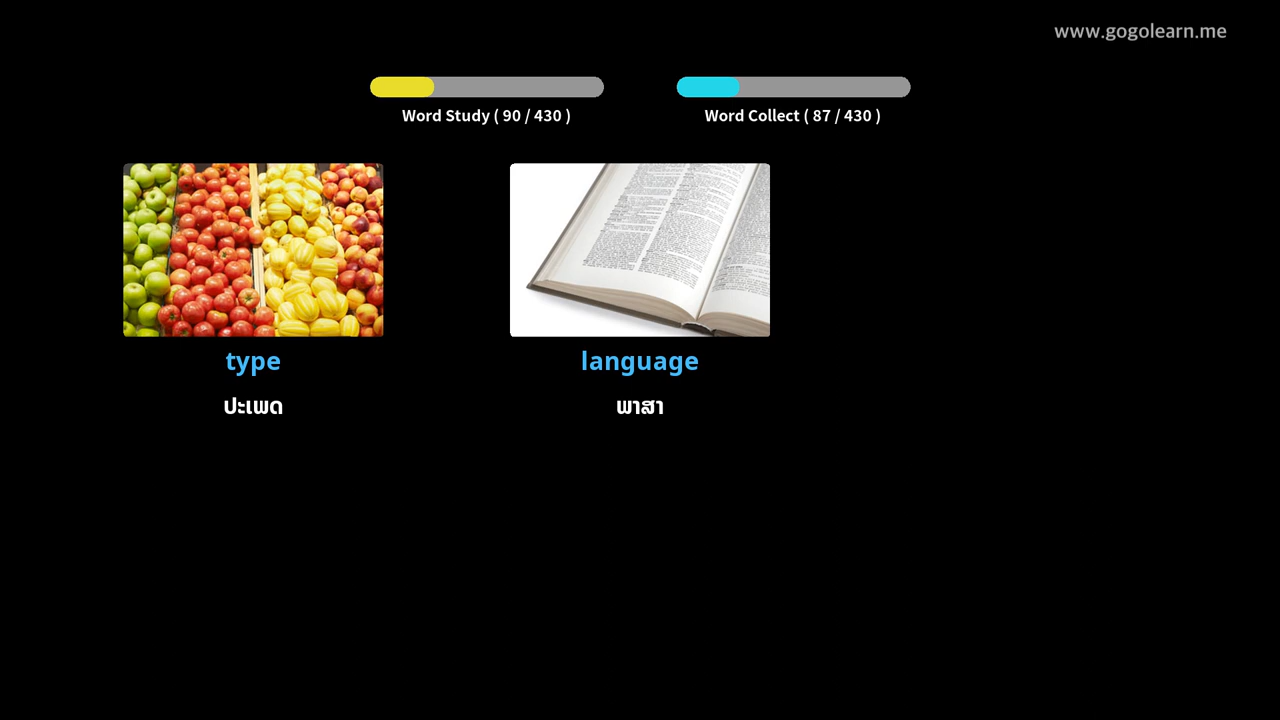 www.gogolearn.me
Word Study ( 90 / 430 )
Word Collect ( 87 / 430 )
type
language
ປະເພດ
ພາສາ